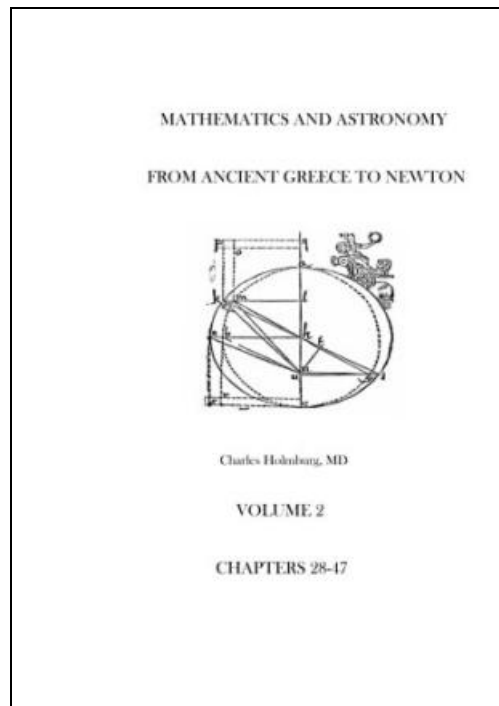 MATHEMATICS AND ASTRONOMY
FROM ANCIENT GREECE TO NEWTON
Charles Holmburg, MD
VOLUME 2
CHAPTERS 28-47